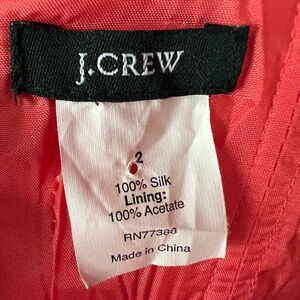 J.CREW
2
100% Silk
Lining:
100% Acetate
RN77388
Made in China